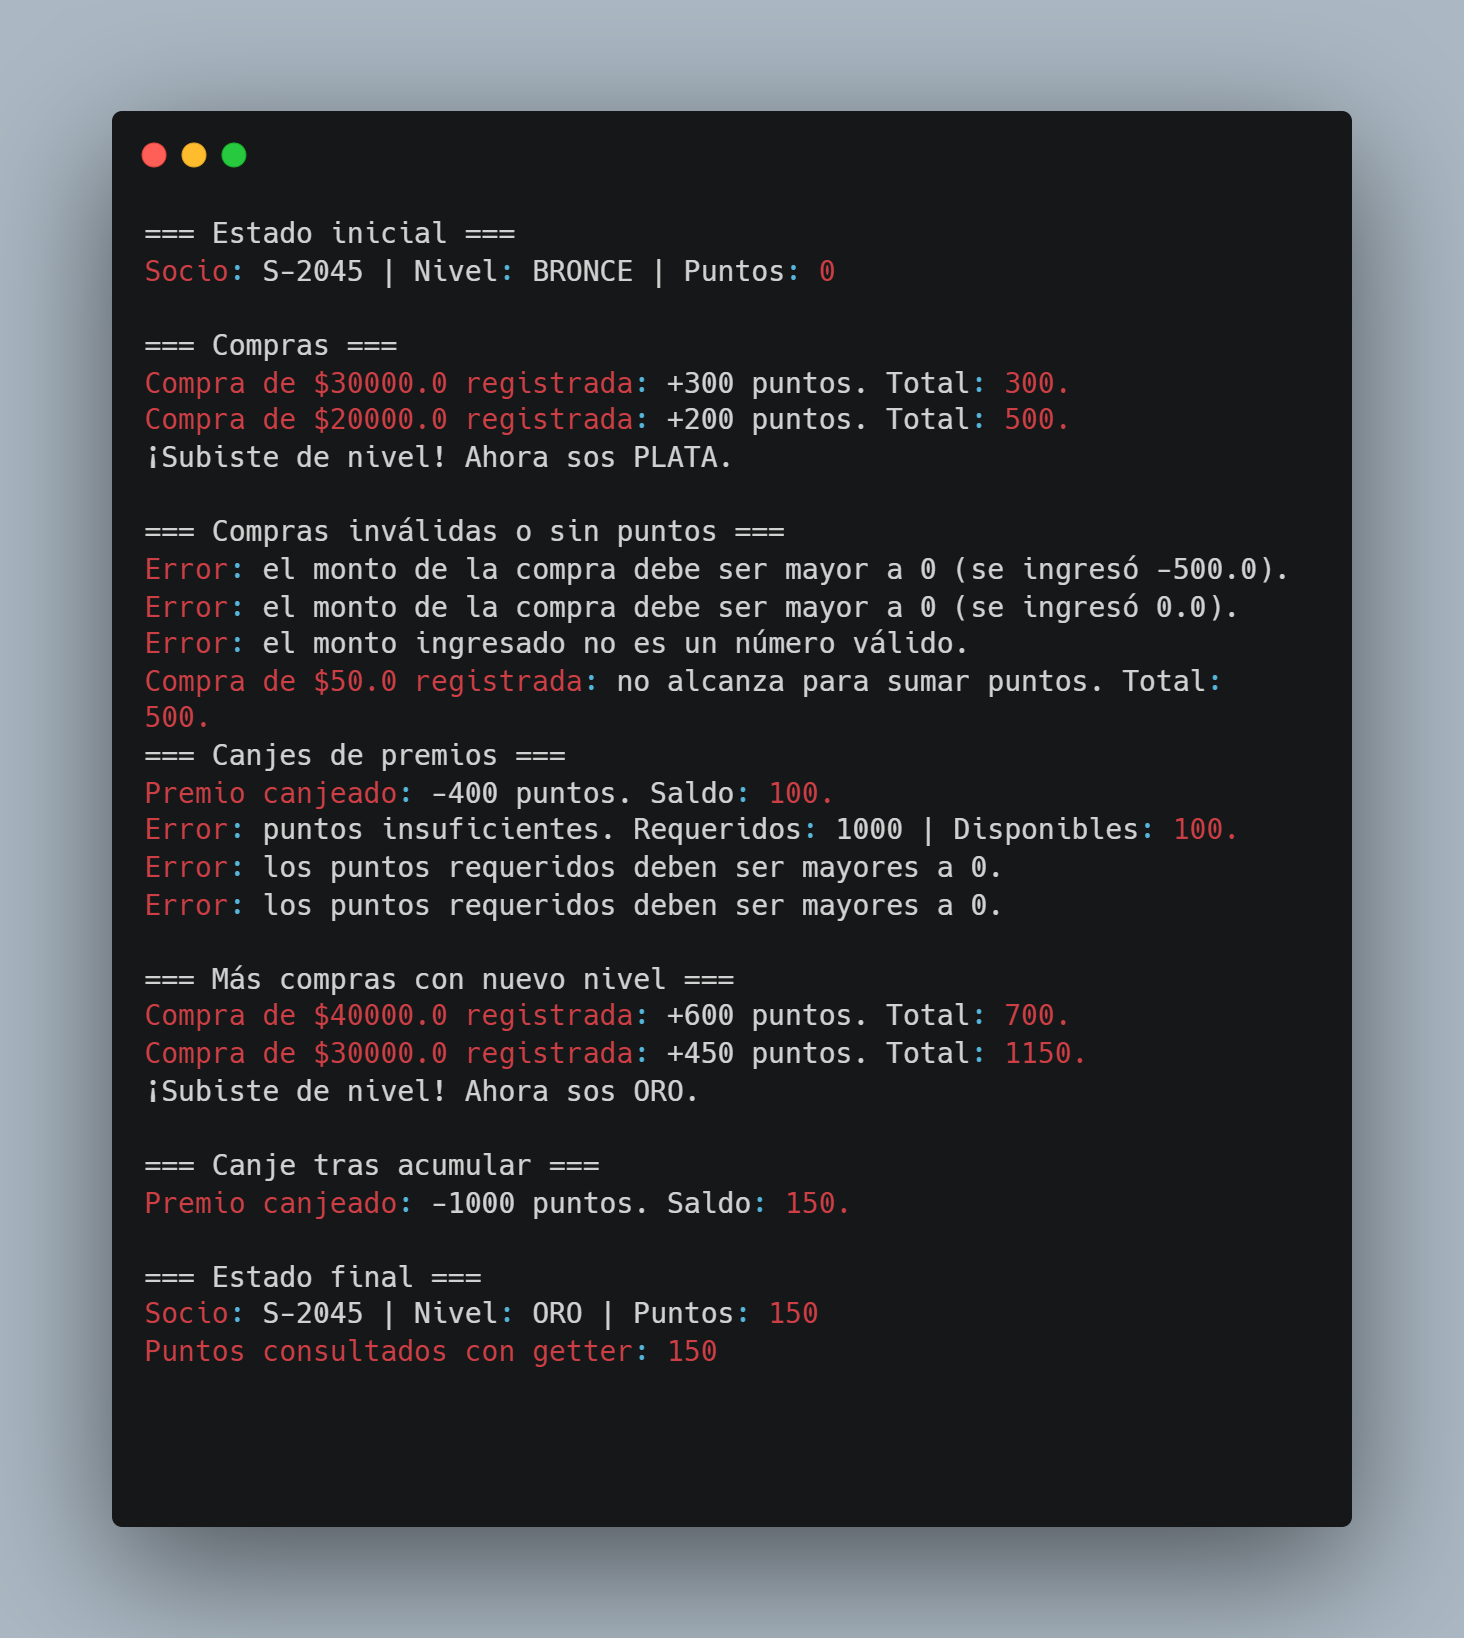 === Estado inicial ===
Socio: S-2045 | Nivel: BRONCE | Puntos: 0
=== Compras ===
Compra de $30000.0 registrada: +300 puntos. Total: 300.
Compra de $20000.0 registrada: +200 puntos. Total: 500.
¡Subiste de nivel! Ahora sos PLATA.
=== Compras inválidas o sin puntos ===
Error: el monto de la compra debe ser mayor a 0 (se ingresó -500.0).
Error: el monto de la compra debe ser mayor a 0 (se ingresó 0.0).
Error: el monto ingresado no es un número válido.
Compra de $50.0 registrada: no alcanza para sumar puntos. Total:
500.
=== Canjes de premios ===
Premio canjeado: -400 puntos. Saldo: 100.
Error: puntos insuficientes. Requeridos: 1000 | Disponibles: 100.
Error: los puntos requeridos deben ser mayores a 0.
Error: los puntos requeridos deben ser mayores a 0.
=== Más compras con nuevo nivel ===
Compra de $40000.0 registrada: +600 puntos. Total: 700.
Compra de $30000.0 registrada: +450 puntos. Total: 1150.
¡Subiste de nivel! Ahora sos ORO.
=== Canje tras acumular ===
Premio canjeado: -1000 puntos. Saldo: 150.
=== Estado final ===
Socio: S-2045 | Nivel: ORO | Puntos: 150
Puntos consultados con getter: 150